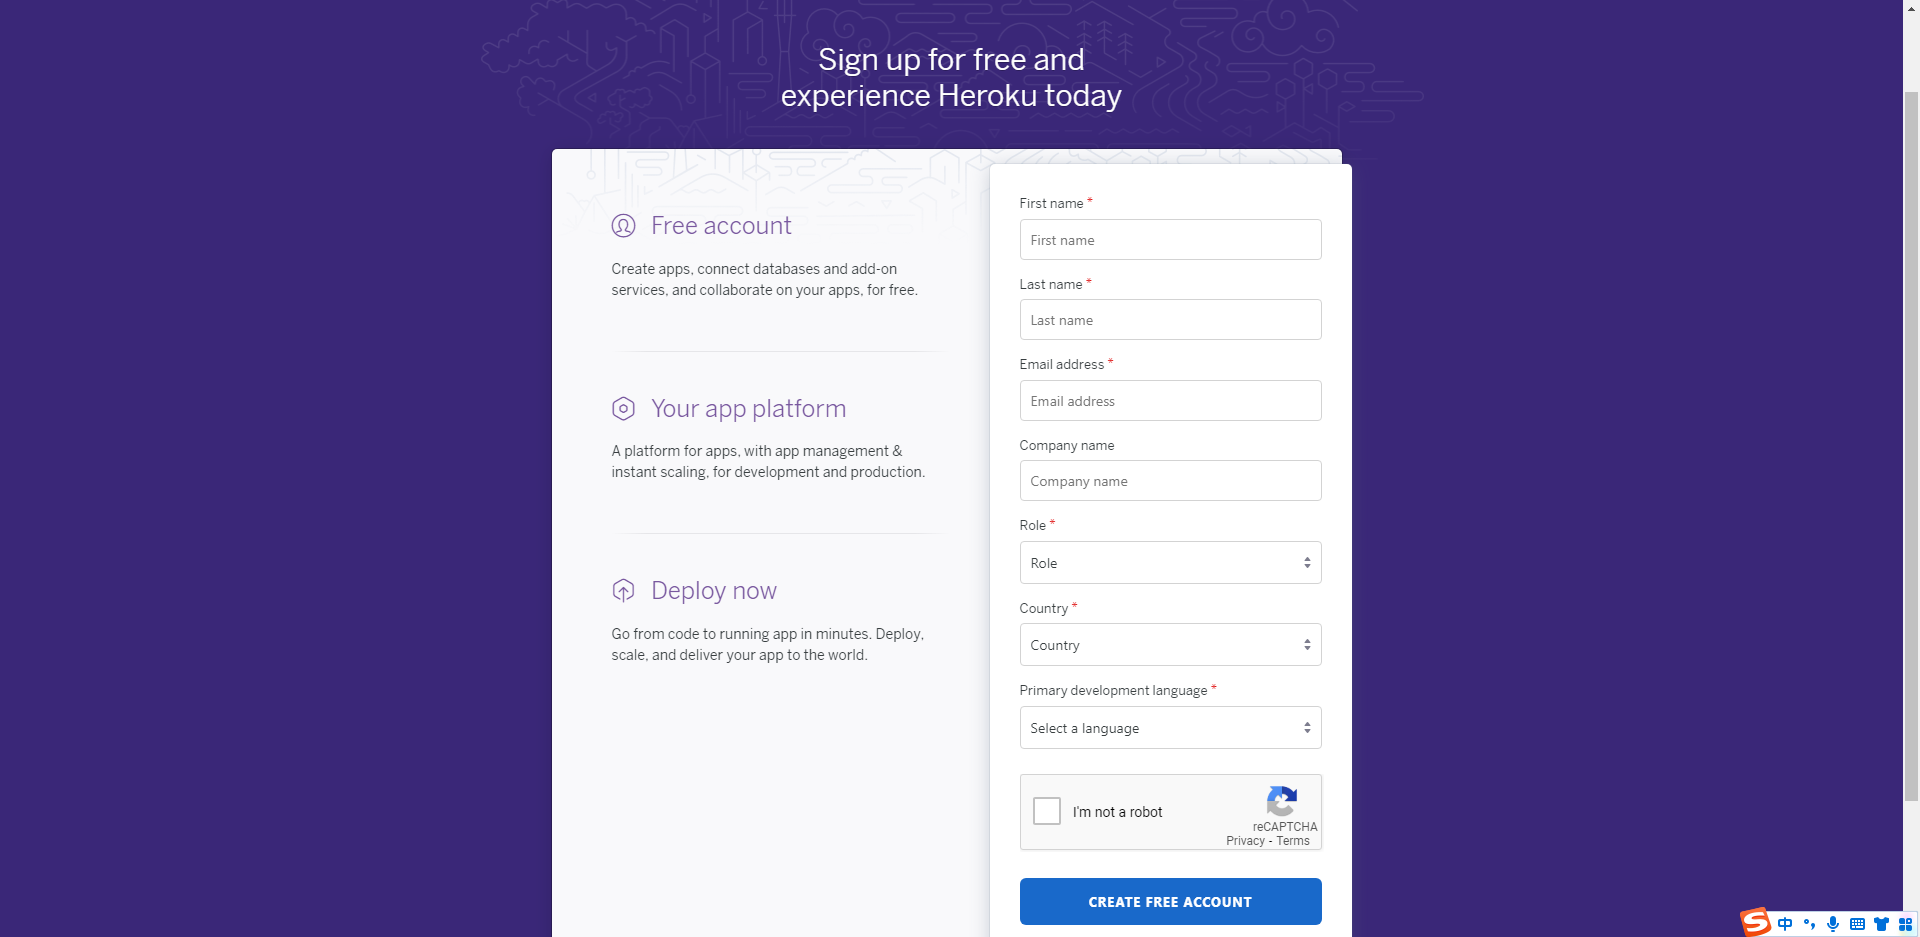 Sign up for free and
experience Heroku today
Free account
Create apps, connect databases and add-on
services, and collaborate on your apps, for free.
Your app platform
A platform for apps, with app management &
instant scaling, for development and production.
Deploy now
Go from code to running app in minutes. Deploy,
scale, and deliver your app to the world.
First name *
First name
Last name *
Last name
Email address *
Email address
Company name
Company name
Role *
Role
Country *
Country
Primary development language *
Select a language
I'm not a robot
reCAPTCHA
Privacy - Terms
CREATE FREE ACCOUNT
S 中